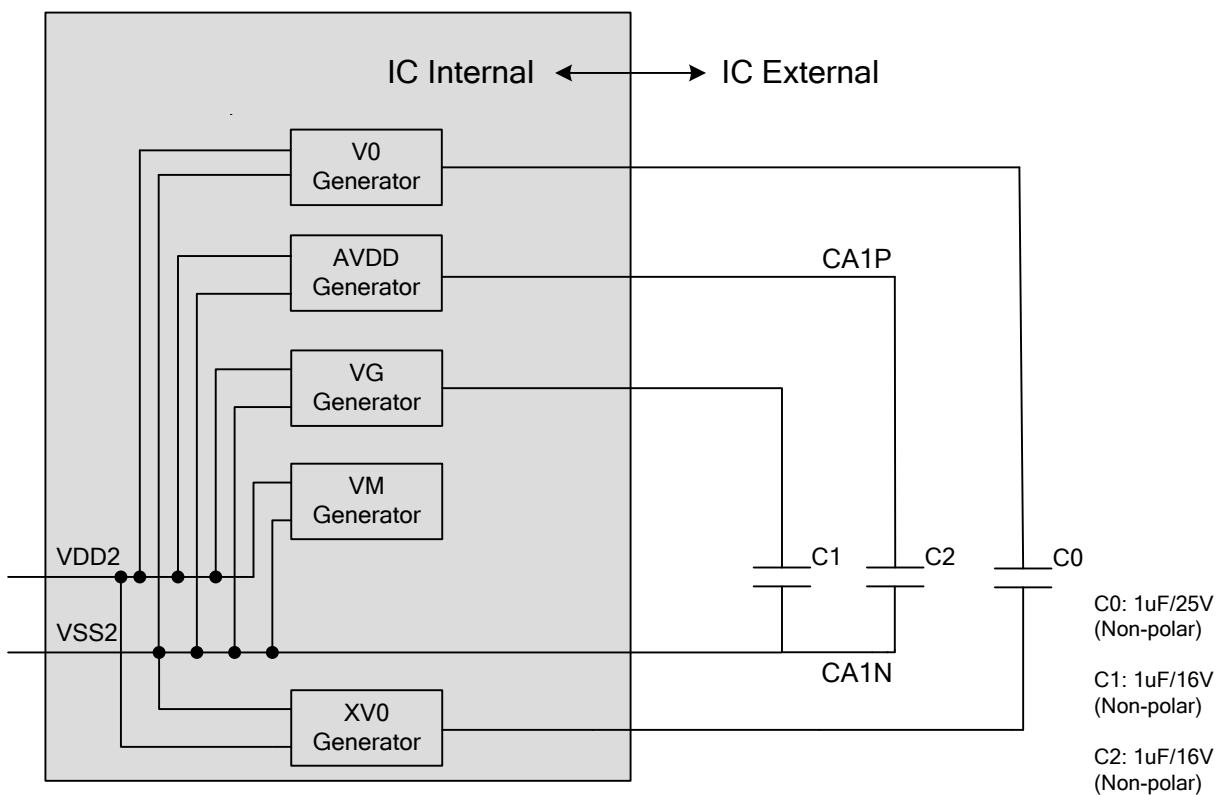 IC Internal
IC External
V0
Generator
AVDD
Generator
CA1P
VG
Generator
VM
Generator
VDD2
C1
C2
C0
VSS2
CA1N
XV0
Generator
C0: 1uF/25V
(Non-polar)
C1: 1uF/16V
(Non-polar)
C2: 1uF/16V
(Non-polar)